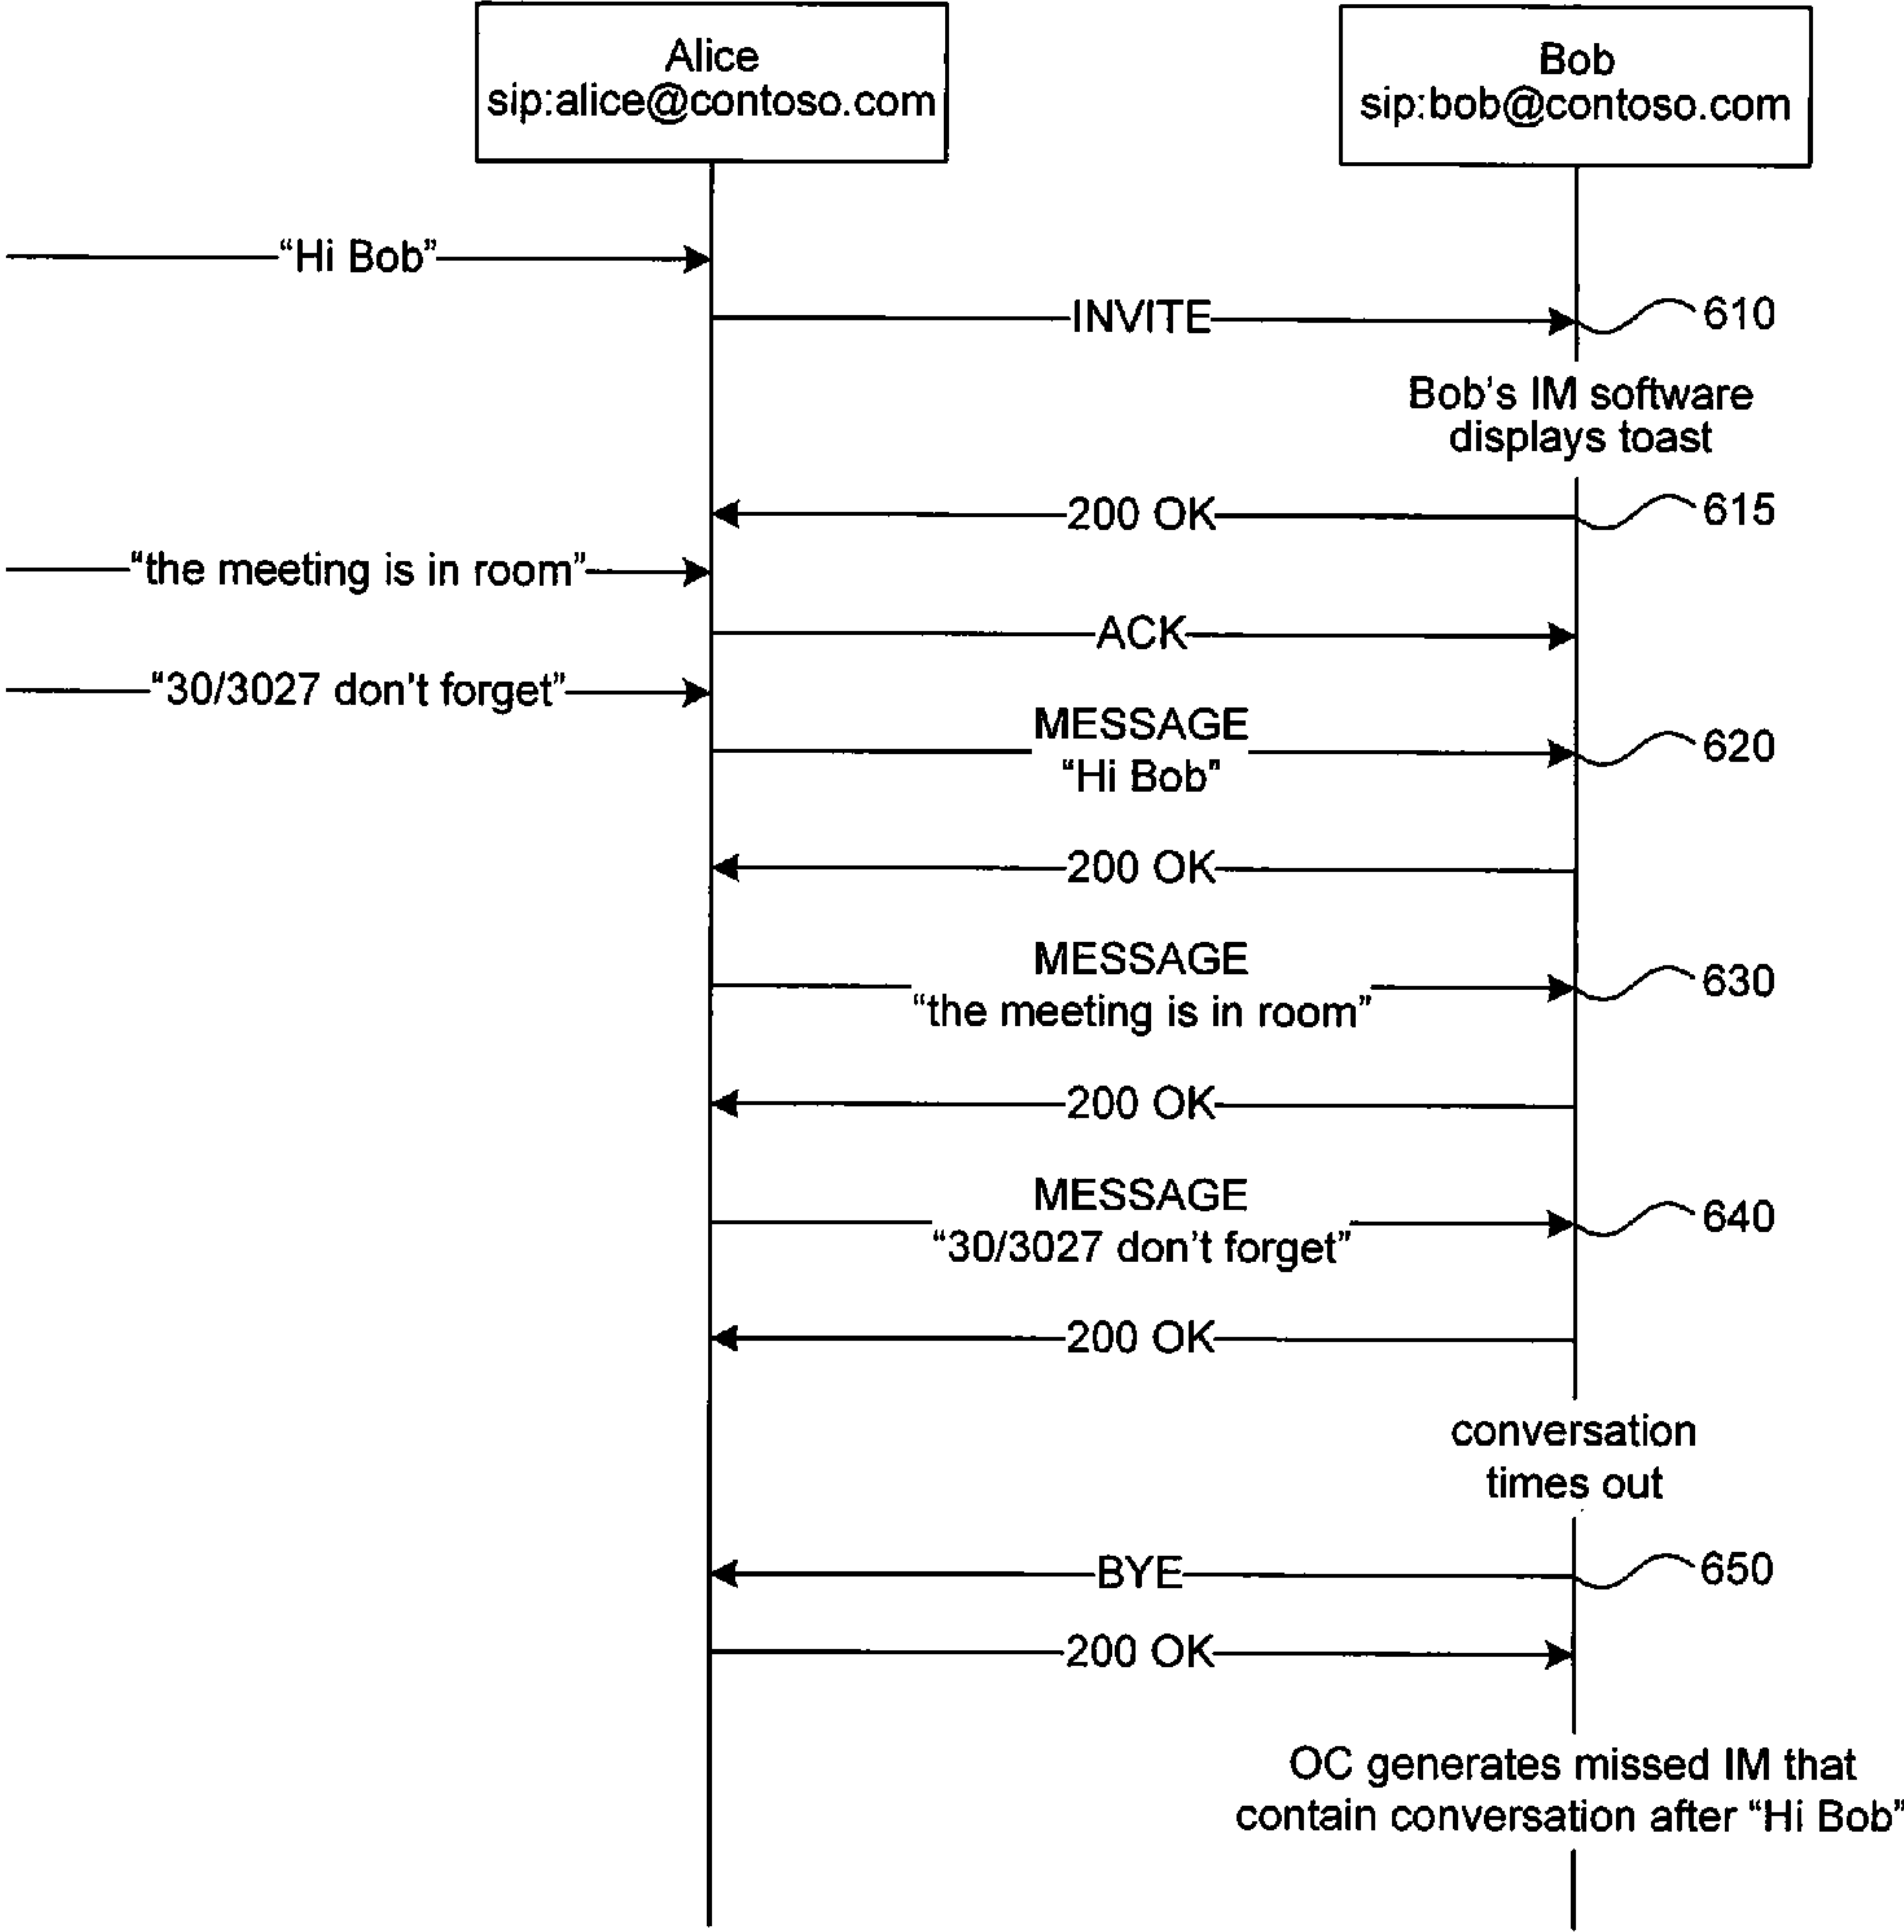 Alice
sip:alice@contoso.com
Bob
sip:bob@contoso.com
“Hi Bob”
INVITE
610
Bob's IM software
displays toast
200 OK
615
“the meeting is in room”
ACK
“30/3027 don't forget”
MESSAGE
“Hi Bob”
620
200 OK
MESSAGE
“the meeting is in room”
630
200 OK
MESSAGE
“30/3027 don't forget”
640
200 OK
conversation
times out
BYE
650
200 OK
OC generates missed IM that
contain conversation after “Hi Bob”